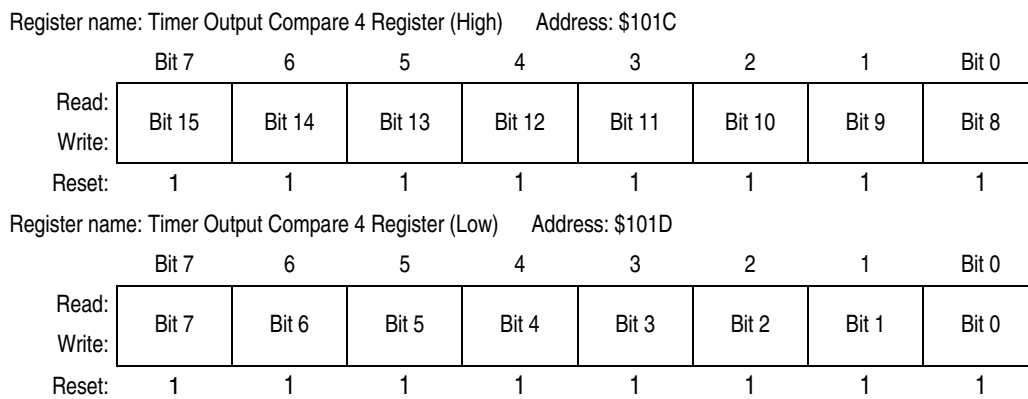 Register name: Timer Output Compare 4 Register (High) Address: $101C
Bit 7 6 5 4 3 2 1 Bit 0
Read:
Bit 15 Bit 14 Bit 13 Bit 12 Bit 11 Bit 10 Bit 9 Bit 8
Write:
Reset: 1 1 1 1 1 1 1 1
Register name: Timer Output Compare 4 Register (Low) Address: $101D
Bit 7 6 5 4 3 2 1 Bit 0
Read:
Bit 7 Bit 6 Bit 5 Bit 4 Bit 3 Bit 2 Bit 1 Bit 0
Write:
Reset: 1 1 1 1 1 1 1 1